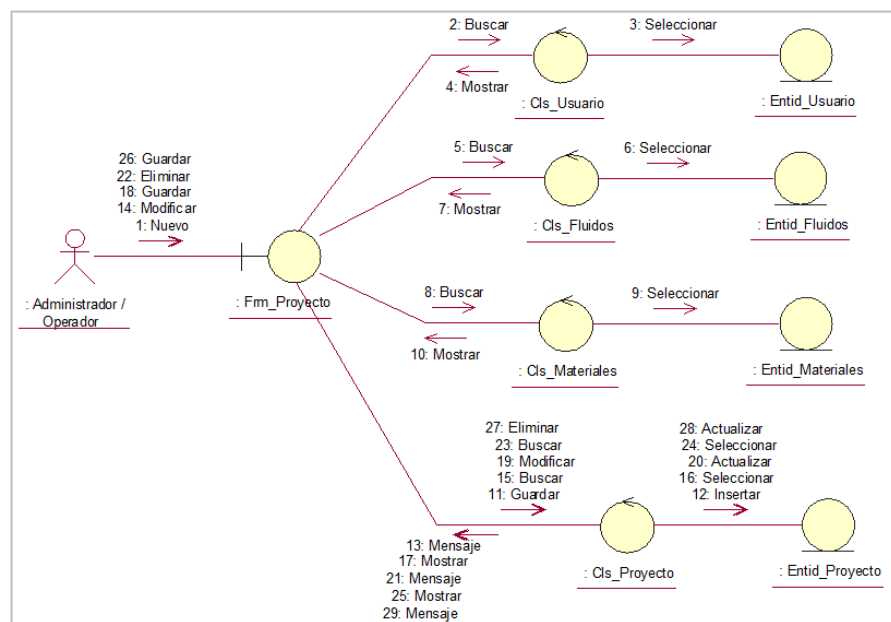 2: Buscar
3: Seleccionar
4: Mostrar
: Cls_Usuario
: Entid_Usuario
5: Buscar
6: Seleccionar
7: Mostrar
: Cls_Fluidos
: Entid_Fluidos
26: Guardar
22: Eliminar
18: Guardar
14: Modificar
1: Nuevo
: Administrador /
Operador
: Frm_Proyecto
8: Buscar
9: Seleccionar
10: Mostrar
: Cls_Materiales
: Entid_Materiales
27: Eliminar
23: Buscar
19: Modificar
15: Buscar
11: Guardar
28: Actualizar
24: Seleccionar
20: Actualizar
16: Seleccionar
12: Insertar
13: Mensaje
17: Mostrar
21: Mensaje
25: Mostrar
29: Mensaje
: Cls_Proyecto
: Entid_Proyecto